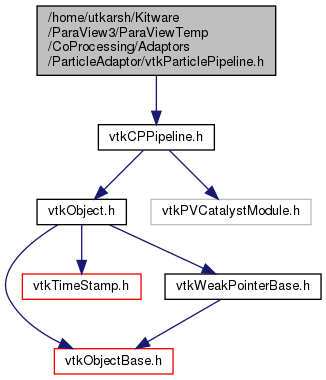 /home/utkarsh/Kitware
/ParaView3/ParaViewTemp
/CoProcessing/Adaptors
/ParticleAdaptor/vtkParticlePipeline.h
vtkCPPipeline.h
vtkObject.h
vtkPVCatalystModule.h
vtkTimeStamp.h
vtkWeakPointerBase.h
vtkObjectBase.h